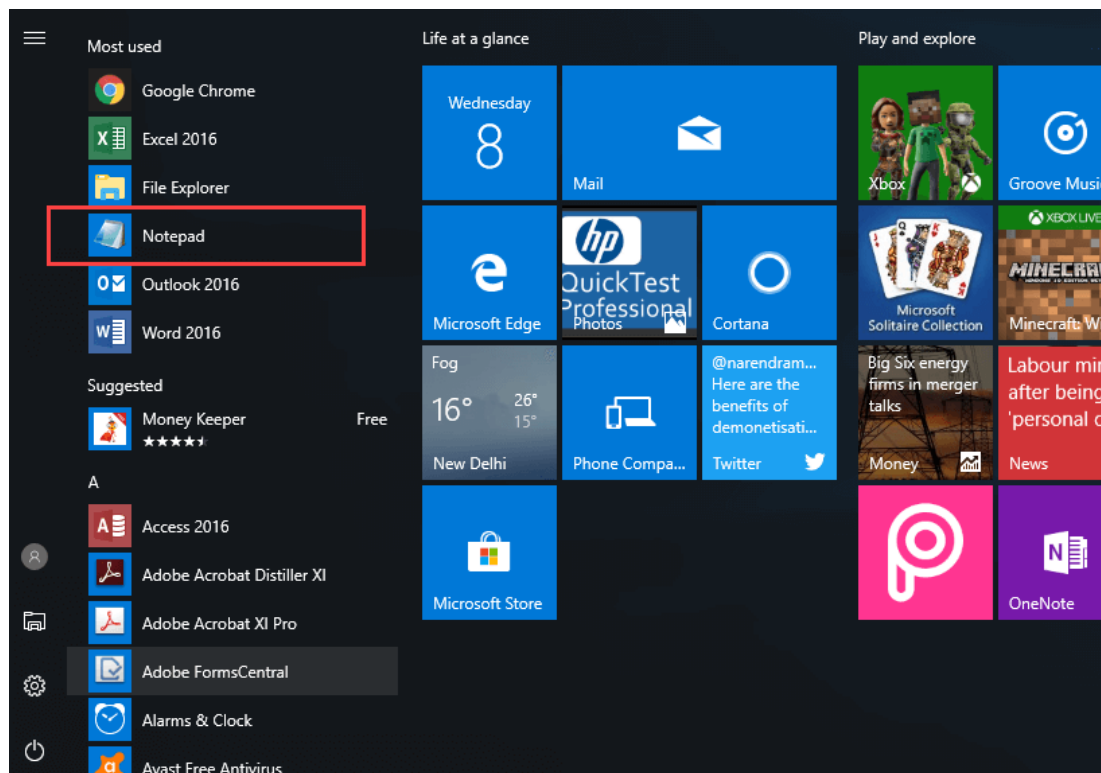 Most used
Google Chrome
Excel 2016
File Explorer
Notepad
Outlook 2016
Word 2016
Suggested
Money Keeper
Free
A
Access 2016
Adobe Acrobat Distiller XI
Adobe Acrobat XI Pro
Adobe FormsCentral
Alarms & Clock
Avast Free Antivirus
Life at a glance
Wednesday
8
Mail
Microsoft Edge
hp
QuickTest
Professional
Photos
Cortana
Fog
16°
26°
15°
New Delhi
Phone Compa...
@narendram...
Here are the
benefits of
demonetisati...
Twitter
Microsoft Store
Play and explore
Xbox
Groove Musi
Microsoft
Solitaire Collection
XBOX LIVE
MINECRA
Minecraft: W
Big Six energy
firms in merger
talks
Money
Labour mi
after being
'personal
News
OneNote